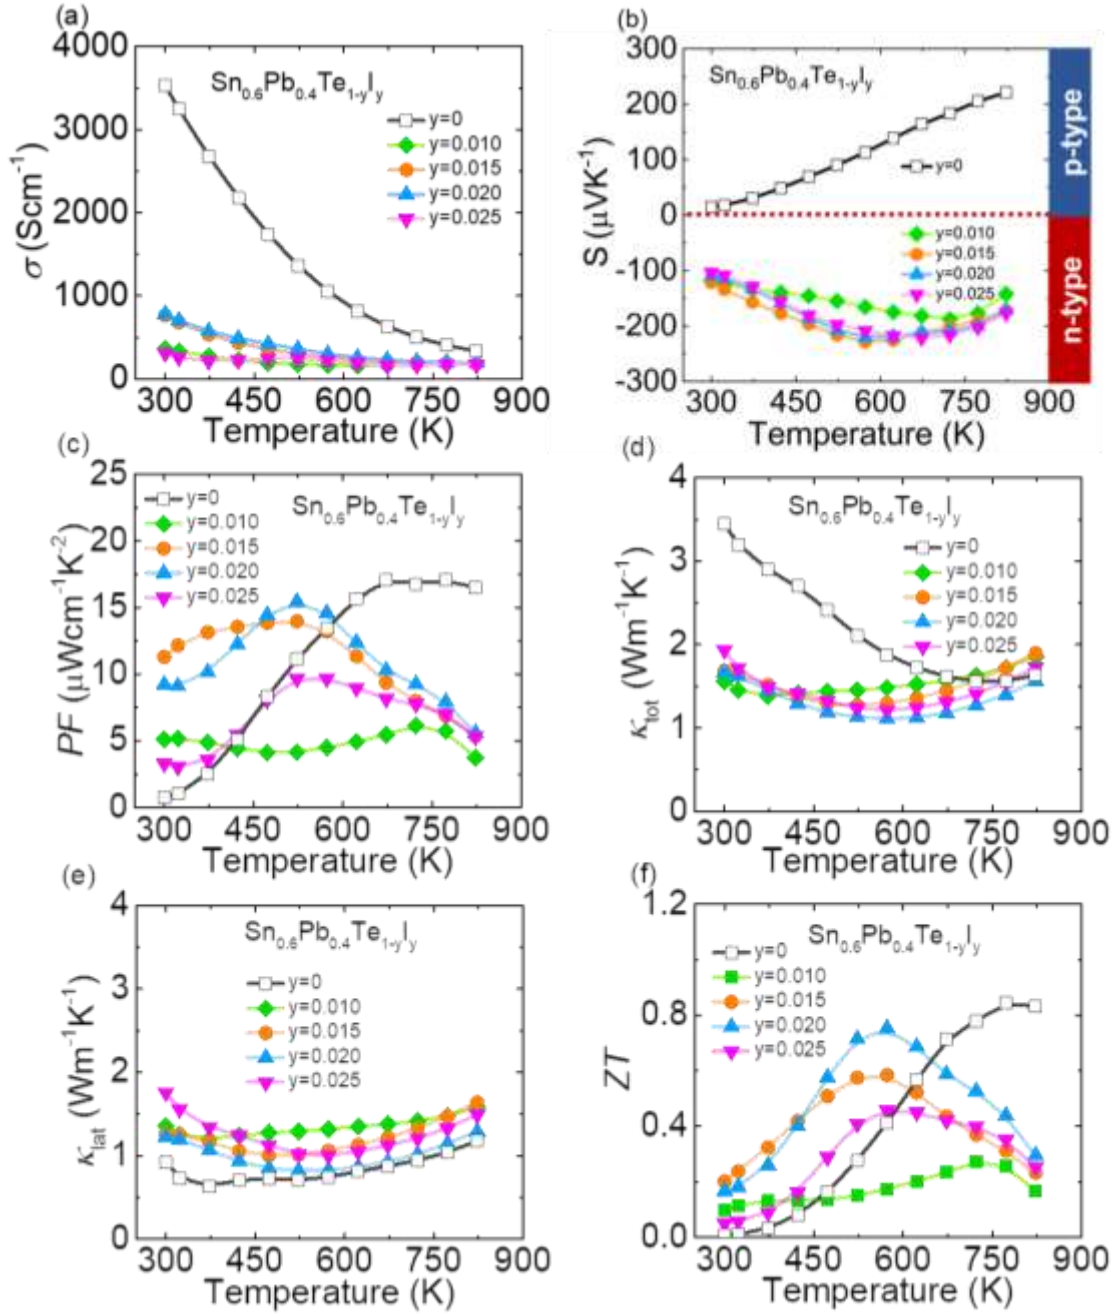 (a)
4000
3000
2000
1000
0
σ (Scm⁻¹)
Sn₀.₆Pb₀.₄Te₁₋yIy
y=0
y=0.010
y=0.015
y=0.020
y=0.025
300 450 600 750 900
Temperature (K)
(b)
300
200
100
0
-100
-200
-300
S (μVK⁻¹)
Sn₀.₆Pb₀.₄Te₁₋yIy
y=0
y=0.010
y=0.015
y=0.020
y=0.025
p-type
n-type
300 450 600 750 900
Temperature (K)
(c)
25
20
15
10
5
0
PF (μWcm⁻¹K⁻²)
y=0
y=0.010
y=0.015
y=0.020
y=0.025
Sn₀.₆Pb₀.₄Te₁₋yIy
300 450 600 750 900
Temperature (K)
(d)
4
3
2
1
0
κtot (Wm⁻¹K⁻¹)
Sn₀.₆Pb₀.₄Te₁₋yIy
y=0
y=0.010
y=0.015
y=0.020
y=0.025
300 450 600 750 900
Temperature (K)
(e)
4
3
2
1
0
κlat (Wm⁻¹K⁻¹)
Sn₀.₆Pb₀.₄Te₁₋yIy
y=0
y=0.010
y=0.015
y=0.020
y=0.025
300 450 600 750 900
Temperature (K)
(f)
1.2
0.8
0.4
0.0
ZT
Sn₀.₆Pb₀.₄Te₁₋yIy
y=0
y=0.010
y=0.015
y=0.020
y=0.025
300 450 600 750 900
Temperature (K)